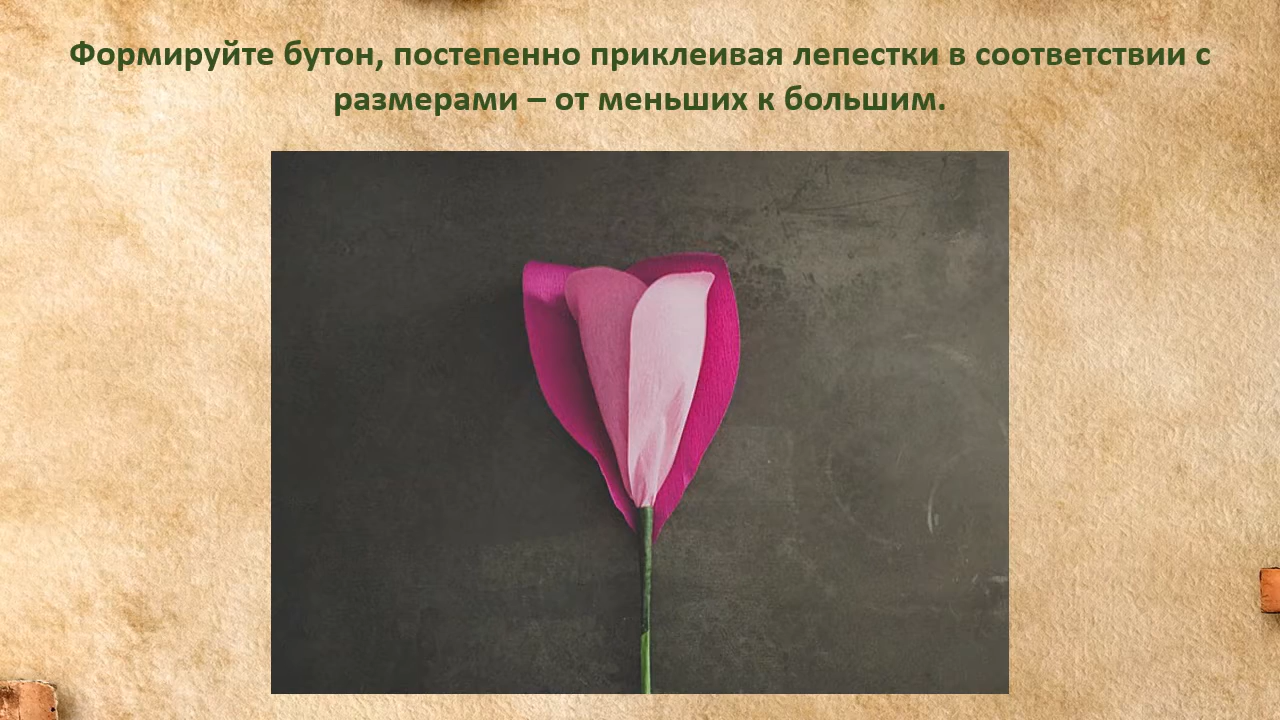 Формируйте бутон, постепенно приклеивая лепестки в соответствии с
размерами – от меньших к большим.